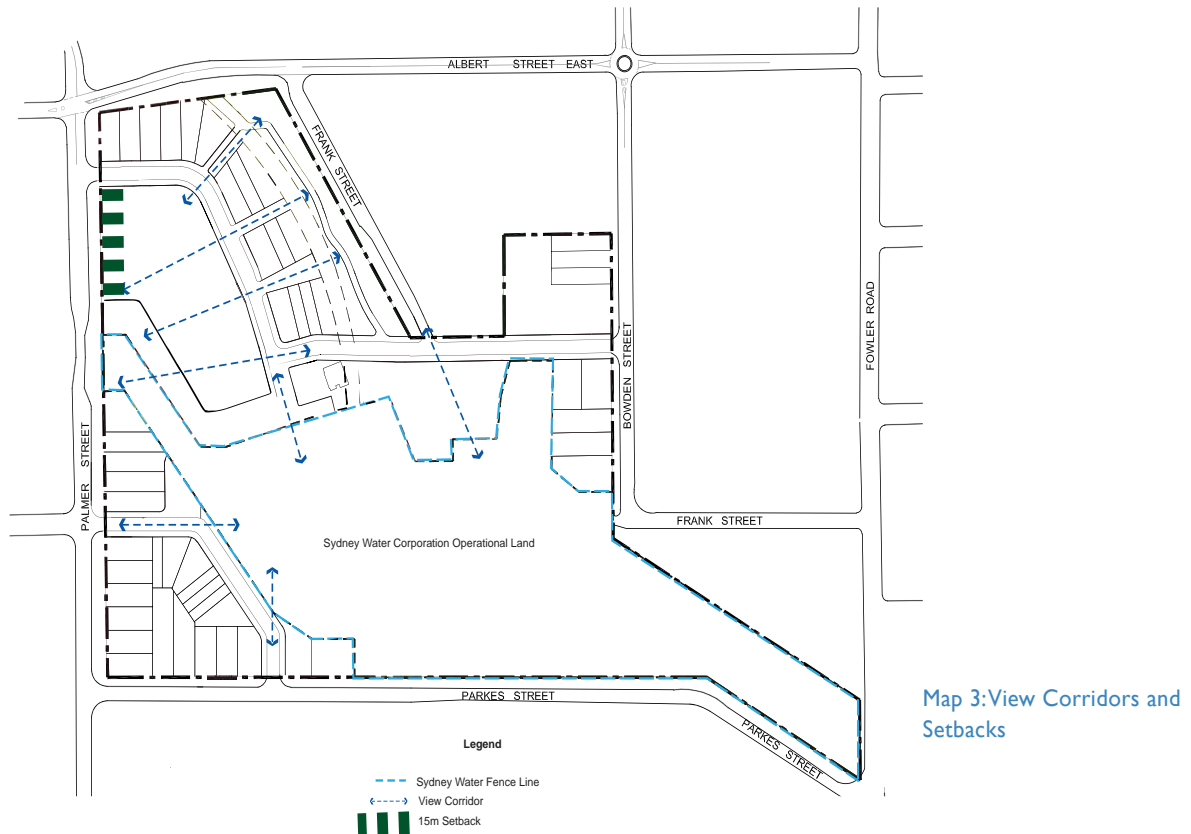 ALBERT STREET EAST
FRANK STREET
FOWLER ROAD
BOWDEN STREET
PALMER STREET
FRANK STREET
Sydney Water Corporation Operational Land
PARKES STREET
PARKES STREET
Map 3: View Corridors and
Setbacks
Legend
Sydney Water Fence Line
View Corridor
15m Setback